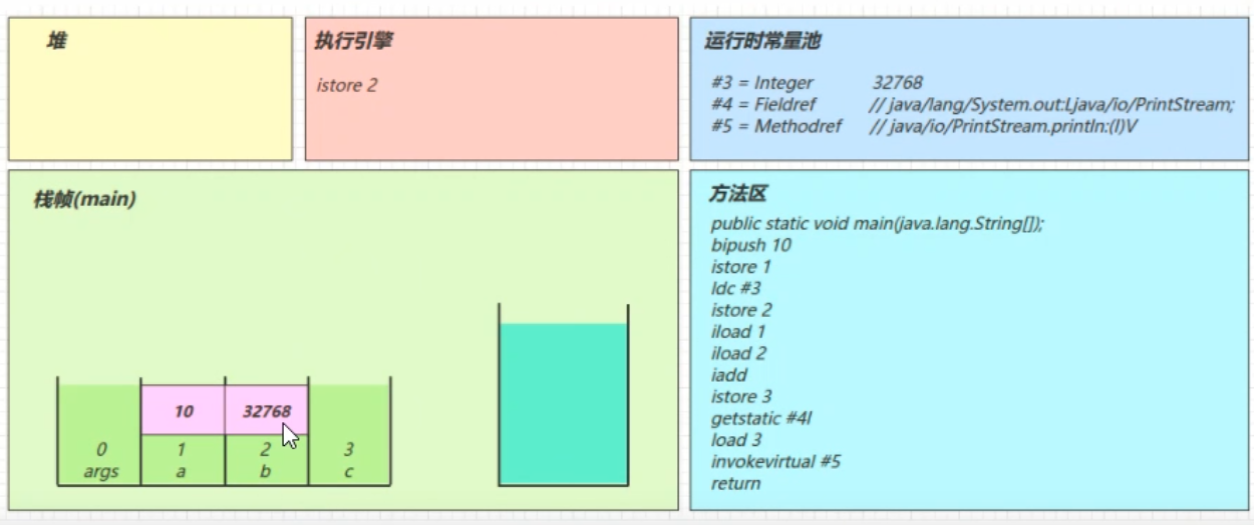 堆
执行引擎
istore 2
运行时常量池
#3 = Integer 32768
#4 = Fieldref // java/lang/System.out:Ljava/io/PrintStream;
#5 = Methodref // java/io/PrintStream.println:(I)V
栈帧(main)
10 32768
0 1 2 3
args a b c
方法区
public static void main(java.lang.String[]);
bipush 10
istore 1
ldc #3
istore 2
iload 1
iload 2
iadd
istore 3
getstatic #4l
load 3
invokevirtual #5
return